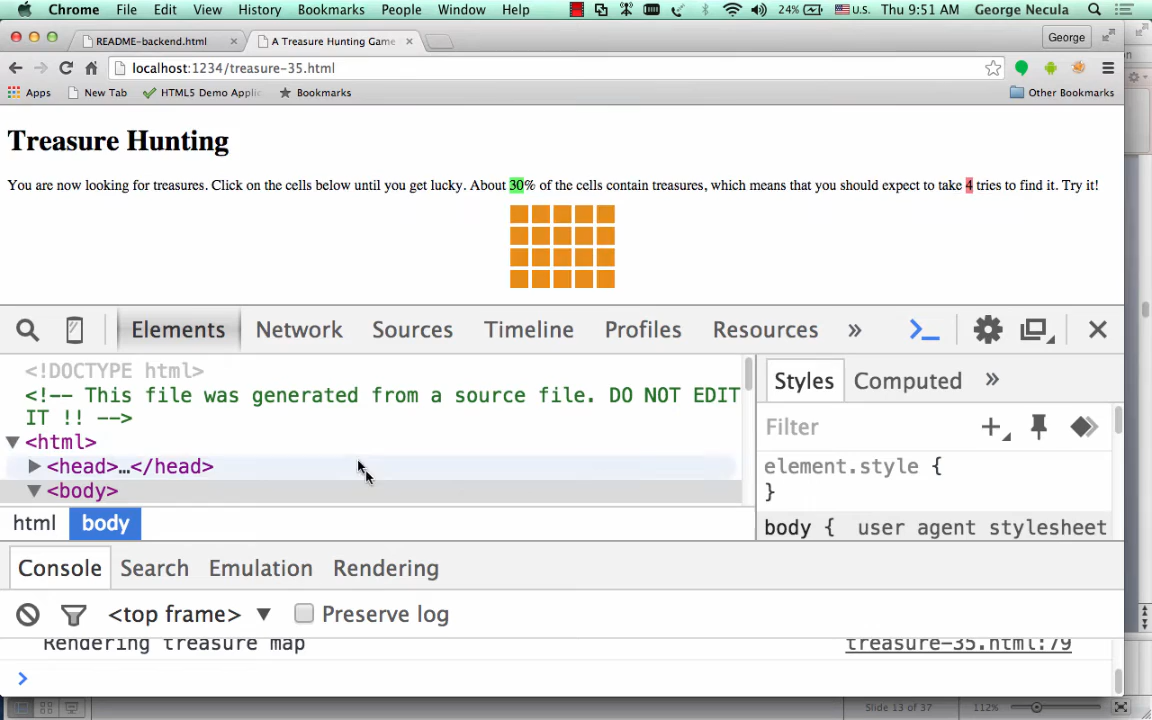 Chrome File Edit View History Bookmarks People Window Help 24% U.S. Thu 9:51 AM George Necula
README-backend.html × A Treasure Hunting Game × George
localhost:1234/treasure-35.html
Apps New Tab HTML5 Demo Applic Bookmarks Other Bookmarks
Treasure Hunting
You are now looking for treasures. Click on the cells below until you get lucky. About 30% of the cells contain treasures, which means that you should expect to take 4 tries to find it. Try it!
Elements Network Sources Timeline Profiles Resources »
<!DOCTYPE html>
<!-- This file was generated from a source file. DO NOT EDIT
IT !! -->
<html>
<head>…</head>
<body>
html body
Styles Computed »
Filter
element.style {
}
body { user agent stylesheet
Console Search Emulation Rendering
<top frame> ▼ Preserve log
Rendering treasure map treasure-35.html:79
>
Slide 13 of 37 112%